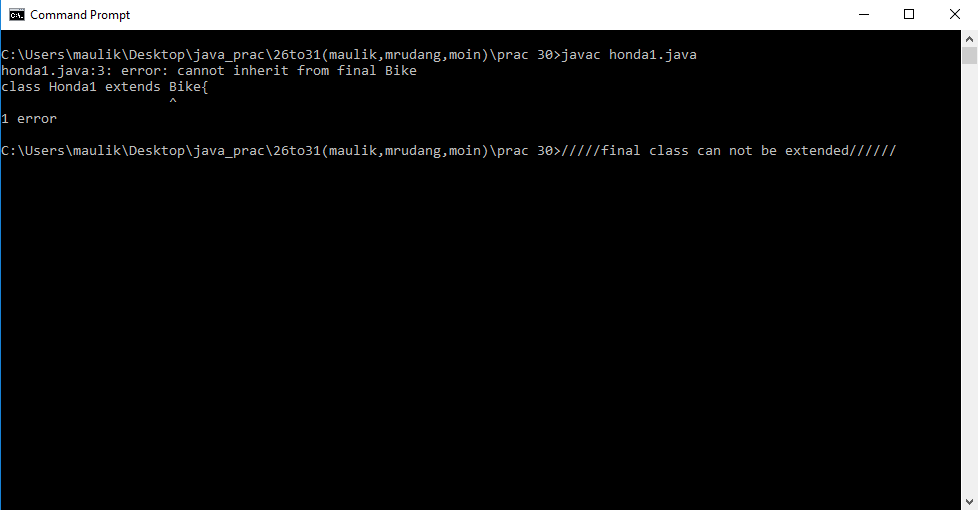 Command Prompt
C:\Users\maulik\Desktop\java_prac\26to31(maulik,mrudang,moin)\prac 30>javac honda1.java
honda1.java:3: error: cannot inherit from final Bike
class Honda1 extends Bike{
^
1 error
C:\Users\maulik\Desktop\java_prac\26to31(maulik,mrudang,moin)\prac 30>/////final class can not be extended//////